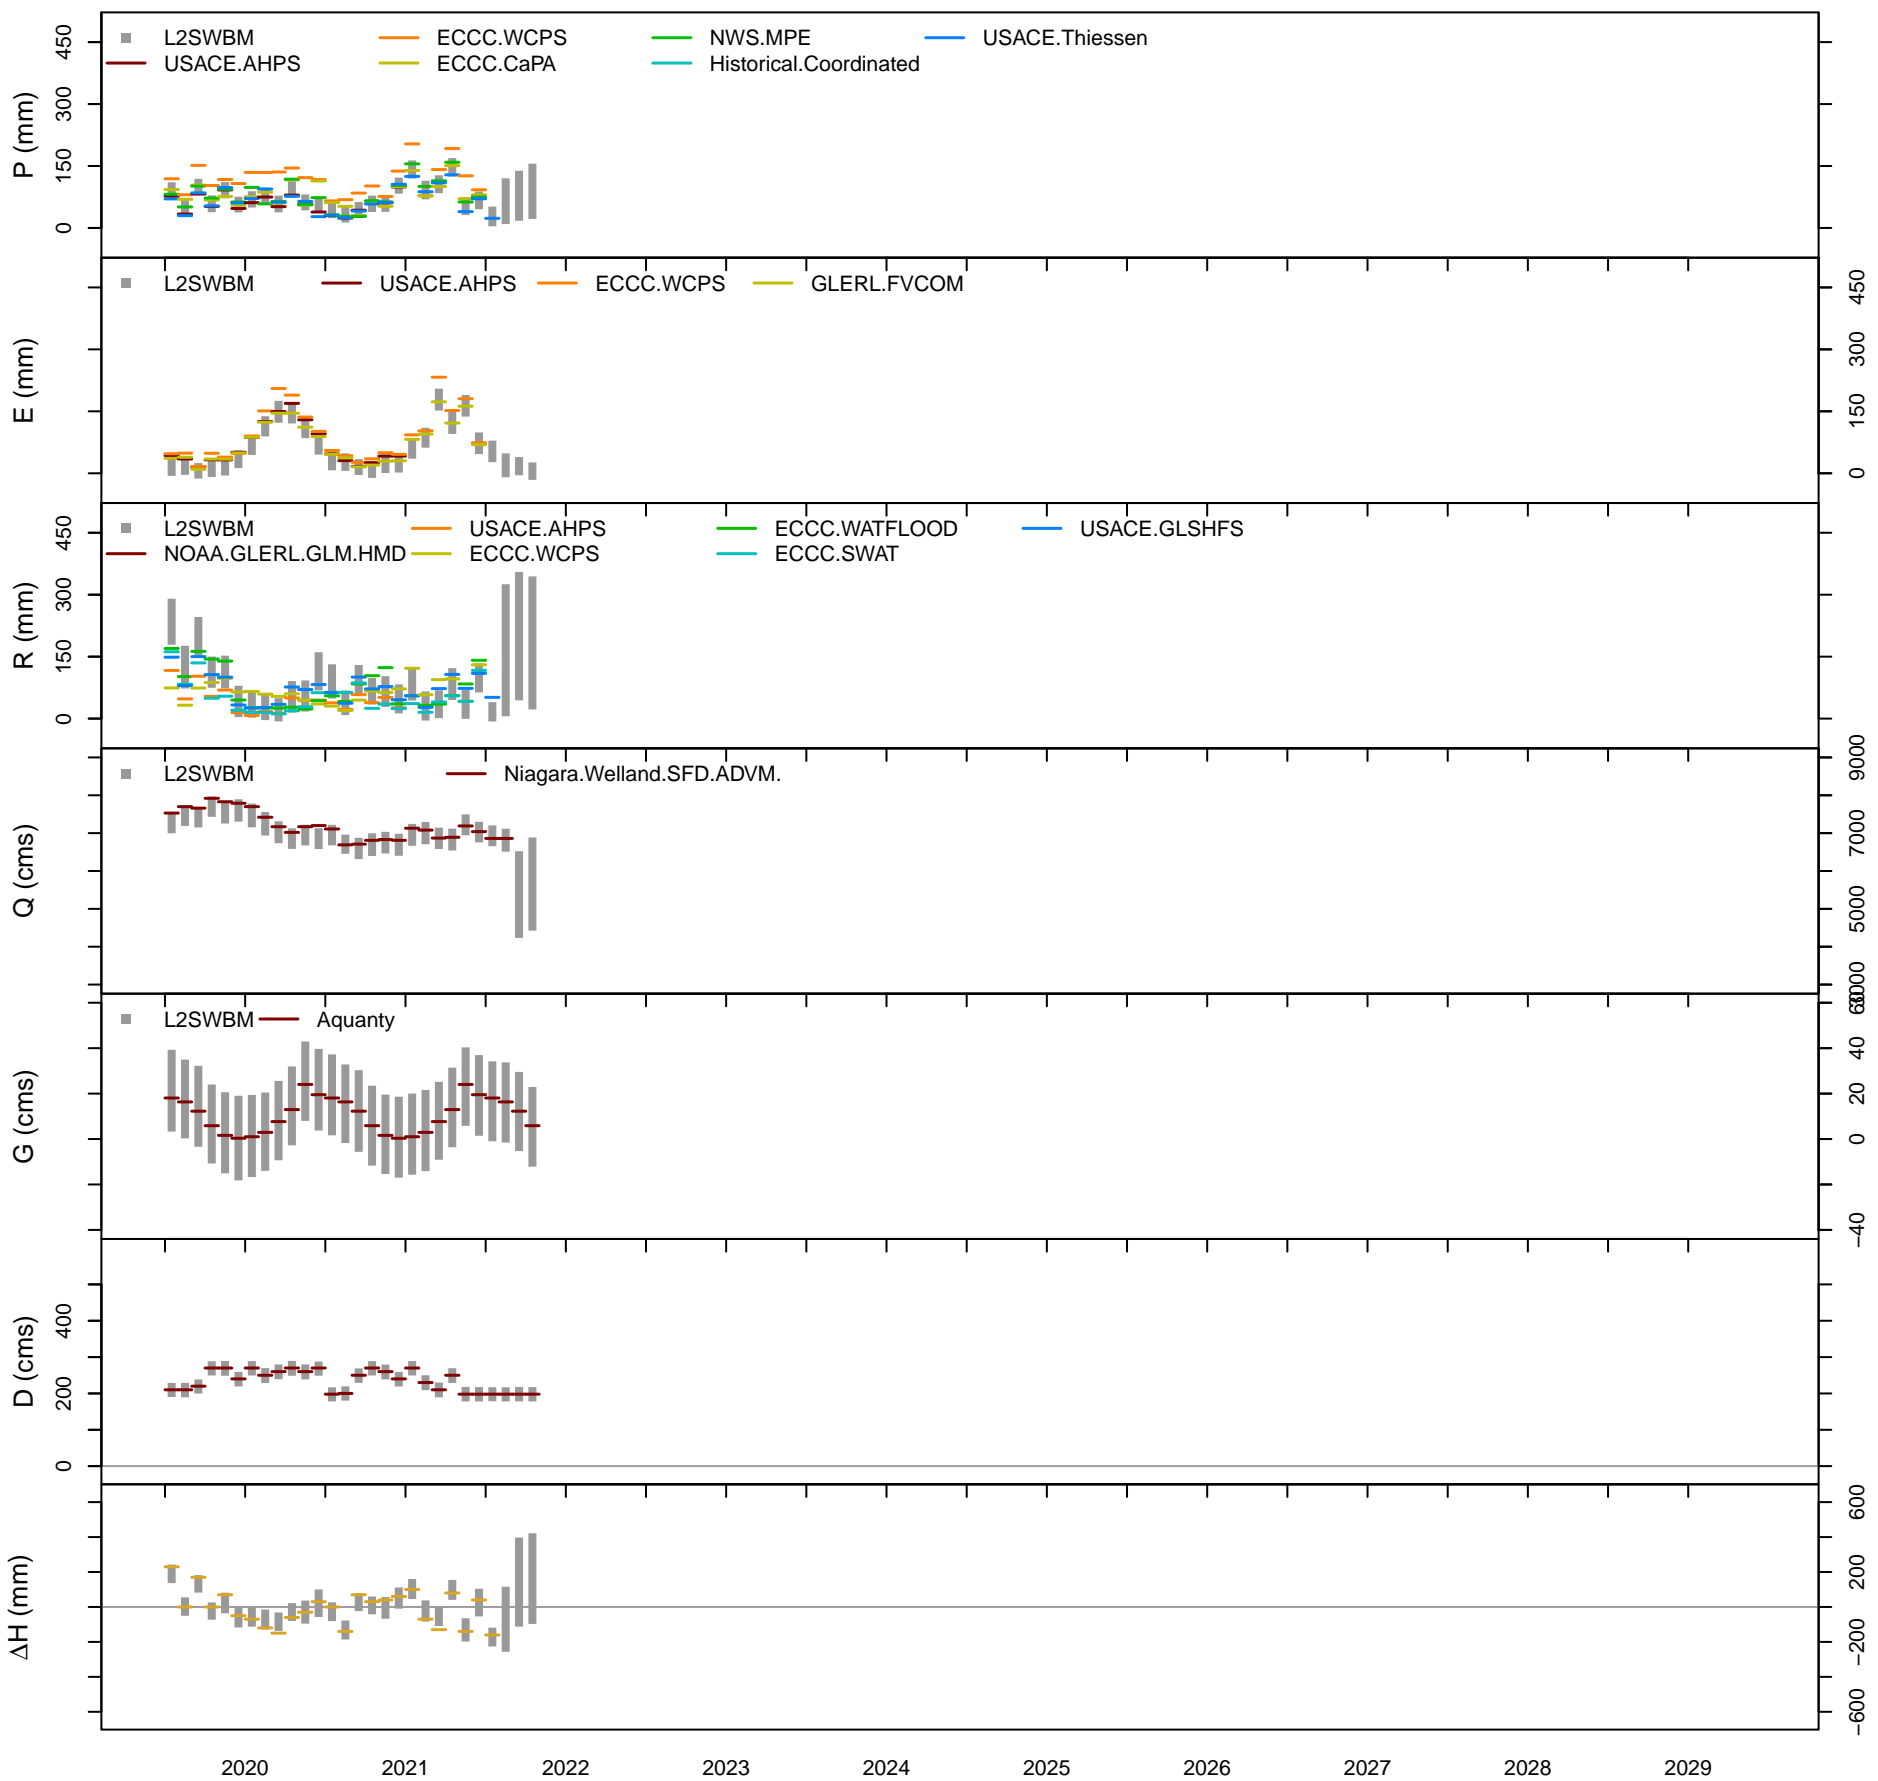 L2SWBM ECCC.WCPS NWS.MPE USACE.Thiessen
USACE.AHPS ECCC.CaPA Historical.Coordinated
P (mm)
0 150 300 450
L2SWBM USACE.AHPS ECCC.WCPS GLERL.FVCOM
E (mm)
0 150 300 450
L2SWBM USACE.AHPS ECCC.WATFLOOD USACE.GLSHFS
NOAA.GLERL.GLM.HMD ECCC.WCPS ECCC.SWAT
R (mm)
0 150 300 450
L2SWBM Niagara.Welland.SFD.ADVM.
Q (cms)
3000 5000 7000 9000
L2SWBM Aquanty
G (cms)
−40 0 20 40 60
D (cms)
0 200 400
ΔH (mm)
−600 −200 200 600
2020 2021 2022 2023 2024 2025 2026 2027 2028 2029